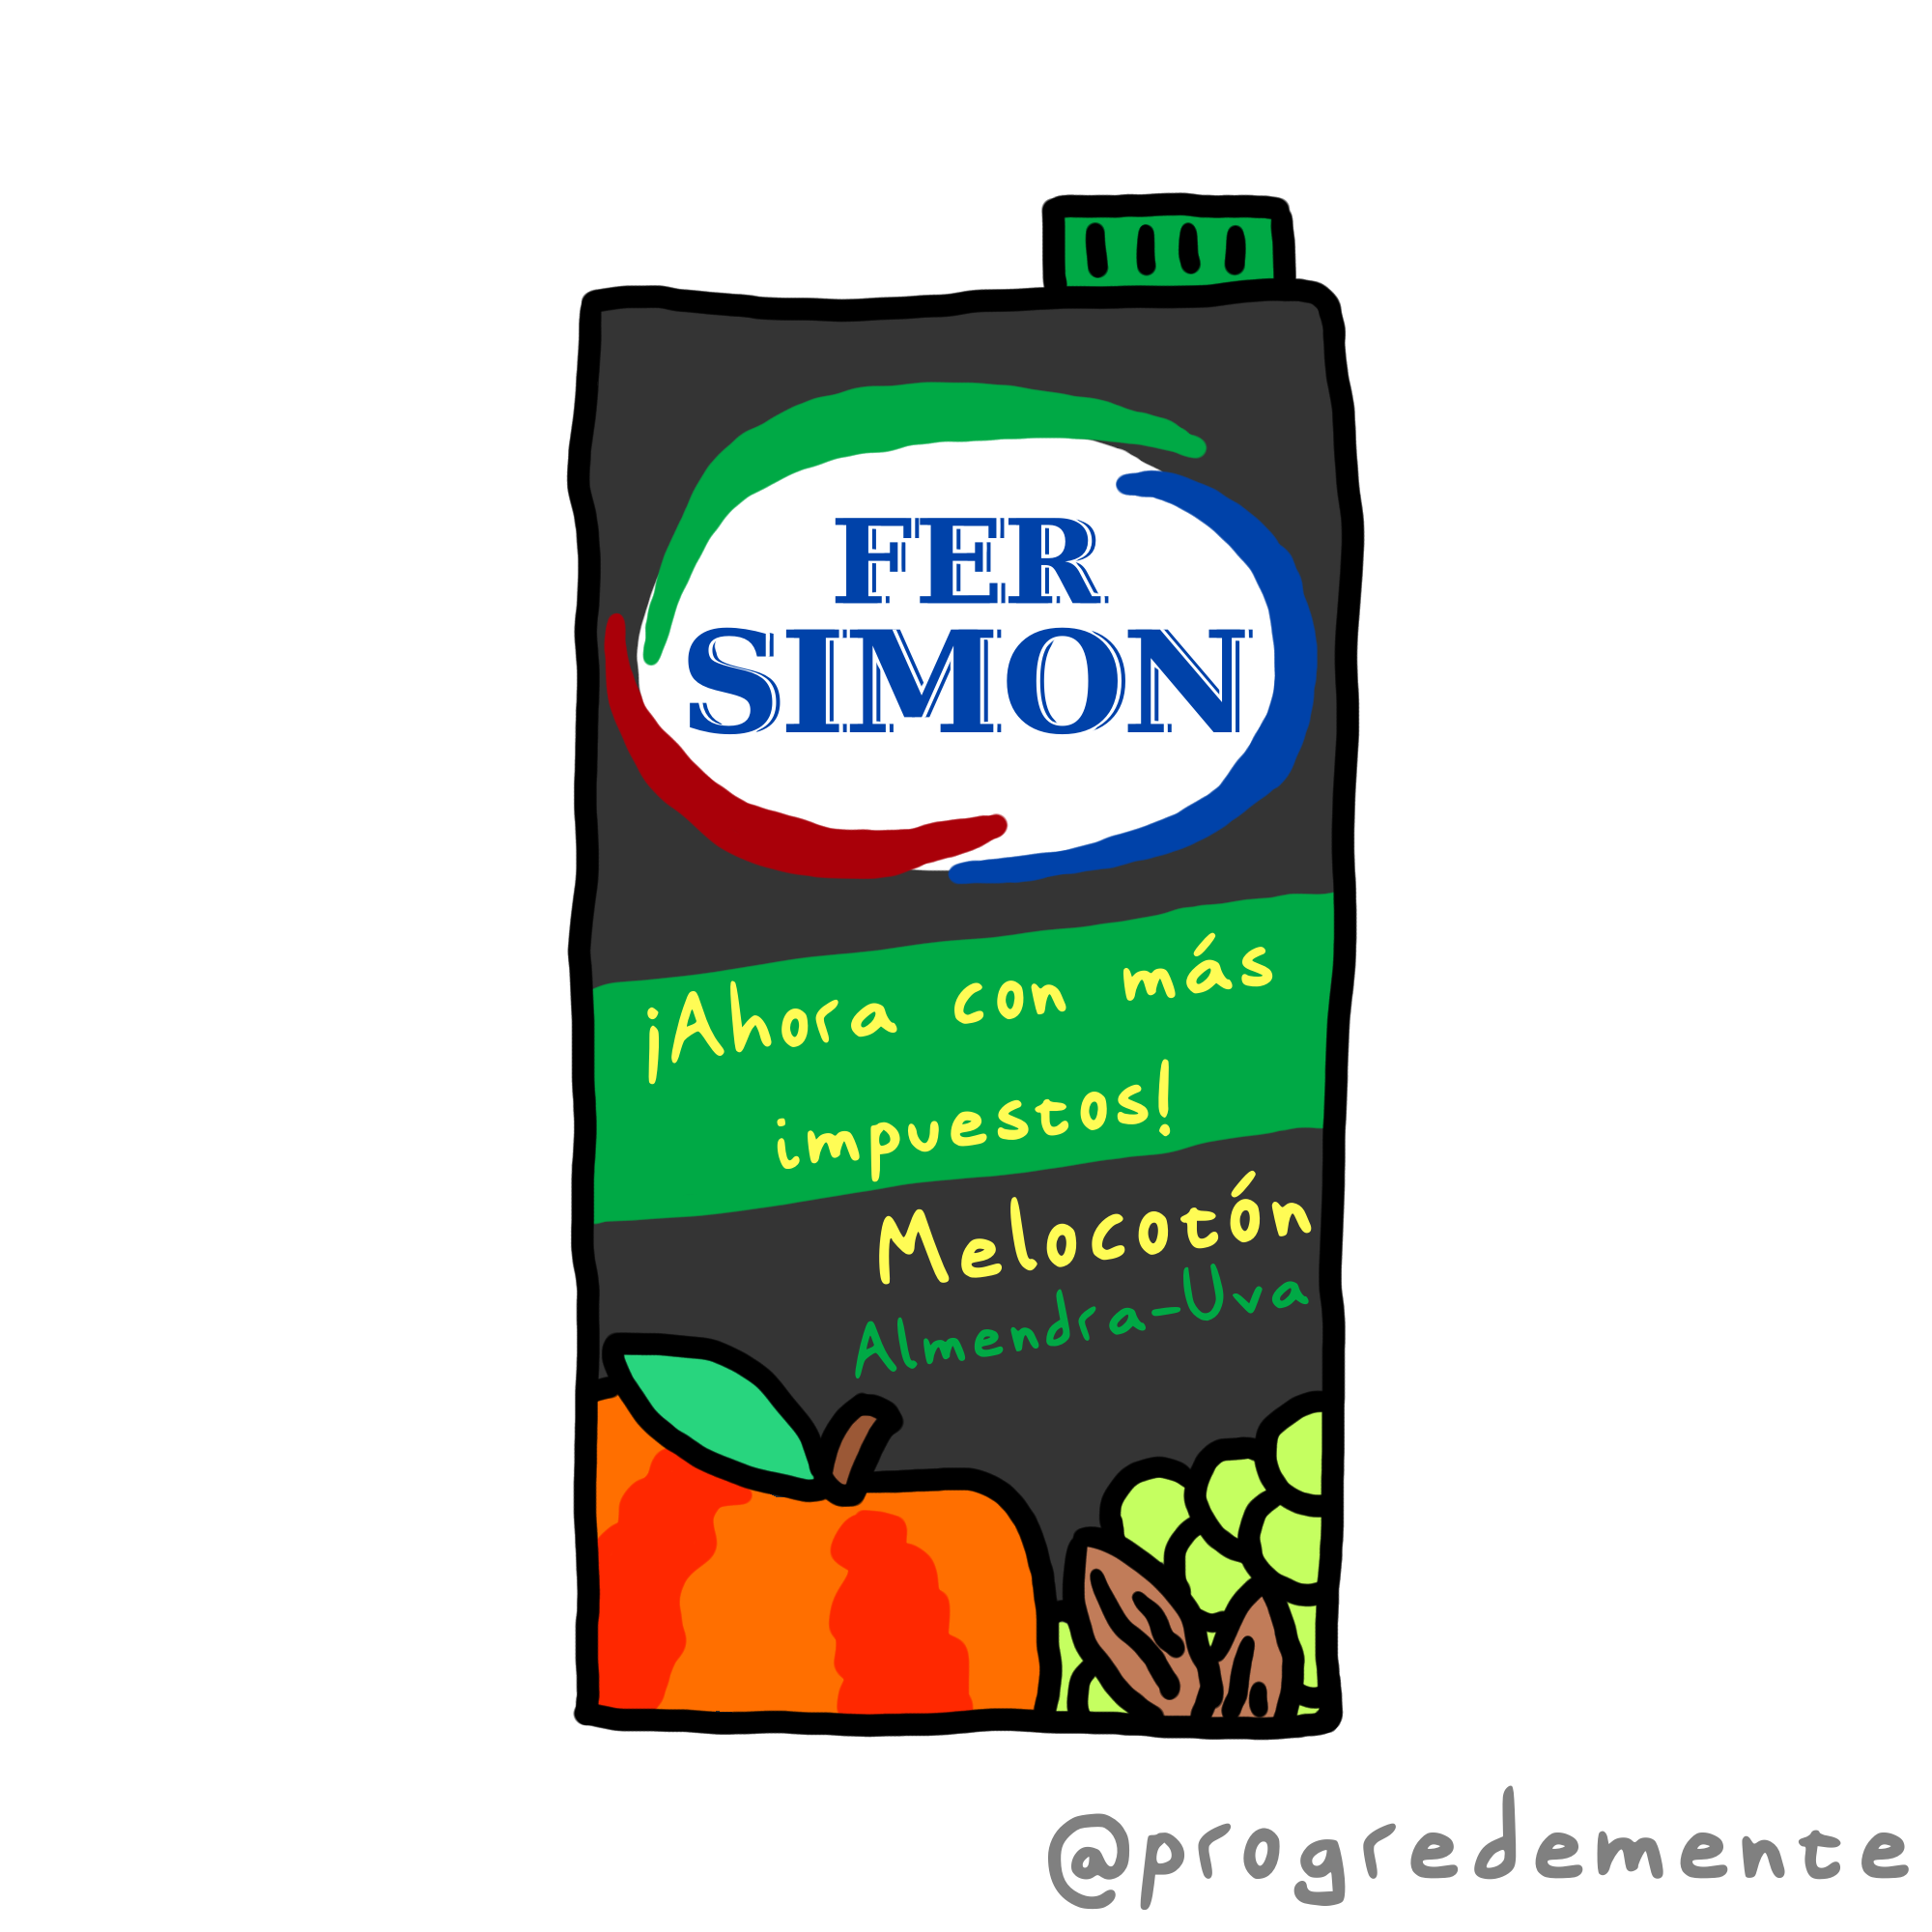 FER
SIMON
¡Ahora con más
impuestos!
Melocotón
Almendra-Uva
@progredemente